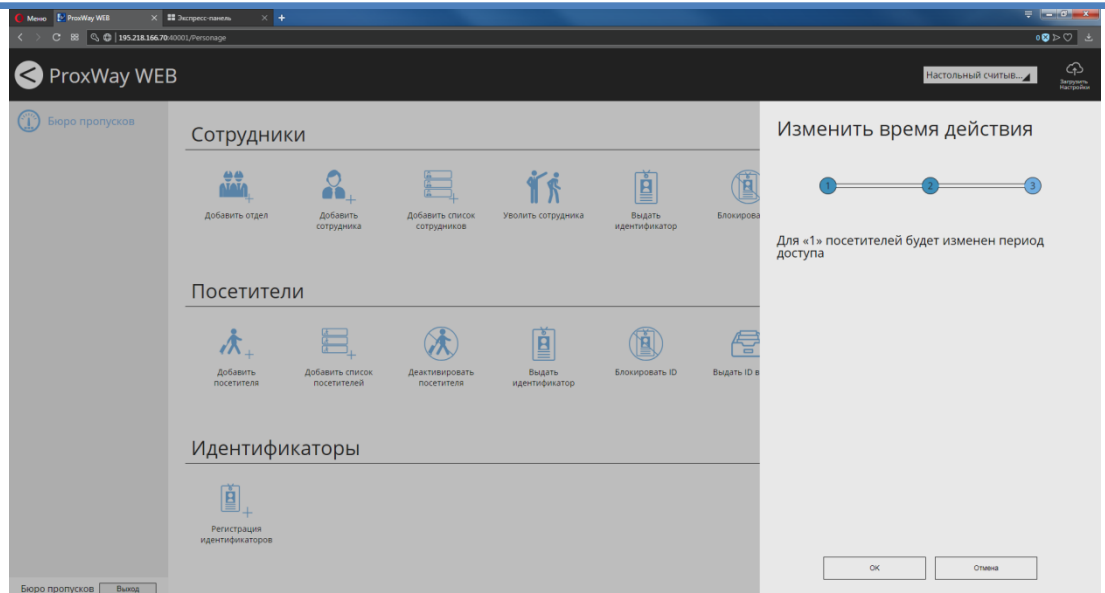 Меню
ProxWay WEB
Экспресс-панель
195.218.166.70:40001/Personage
0
ProxWay WEB
Настольный считыв...
Загрузить
Настройки
Бюро пропусков
Сотрудники
Добавить отдел
Добавить
сотрудника
Добавить список
сотрудников
Уволить сотрудника
Выдать
идентификатор
Блокирова
Посетители
Добавить
посетителя
Добавить список
посетителей
Деактивировать
посетителя
Выдать
идентификатор
Блокировать ID
Выдать ID в
Идентификаторы
Регистрация
идентификаторов
Изменить время действия
1 2 3
Для «1» посетителей будет изменен период
доступа
ОК
Отмена
Бюро пропусков
Выход